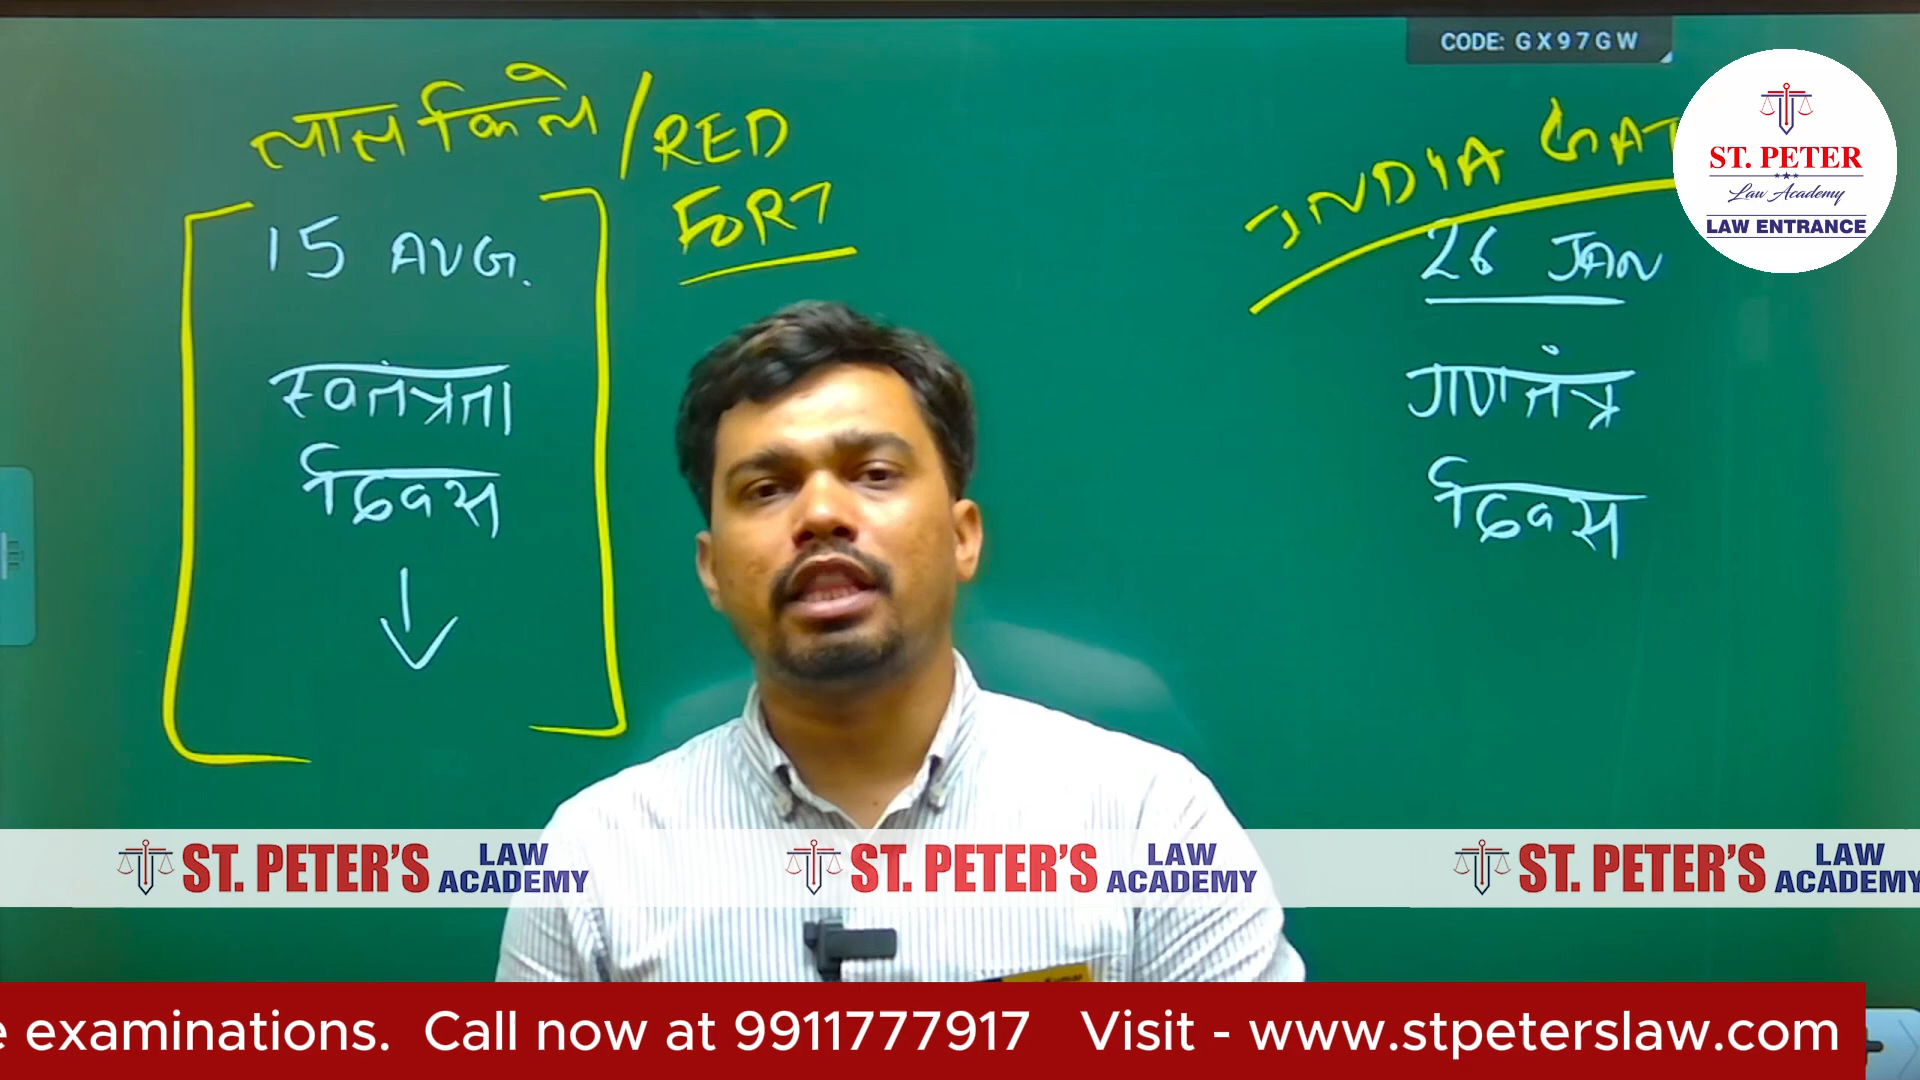 CODE: GX97GW
लाल किले / RED
FORT
15 AUG.
स्वतंत्रता
दिवस
INDIA GAT
26 JAN
गणतंत्र
दिवस
ST. PETER
Law Academy
LAW ENTRANCE
ST. PETER'S LAW ACADEMY
ST. PETER'S LAW ACADEMY
ST. PETER'S LAW ACADEMY
examinations. Call now at 9911777917 Visit - www.stpeterslaw.com